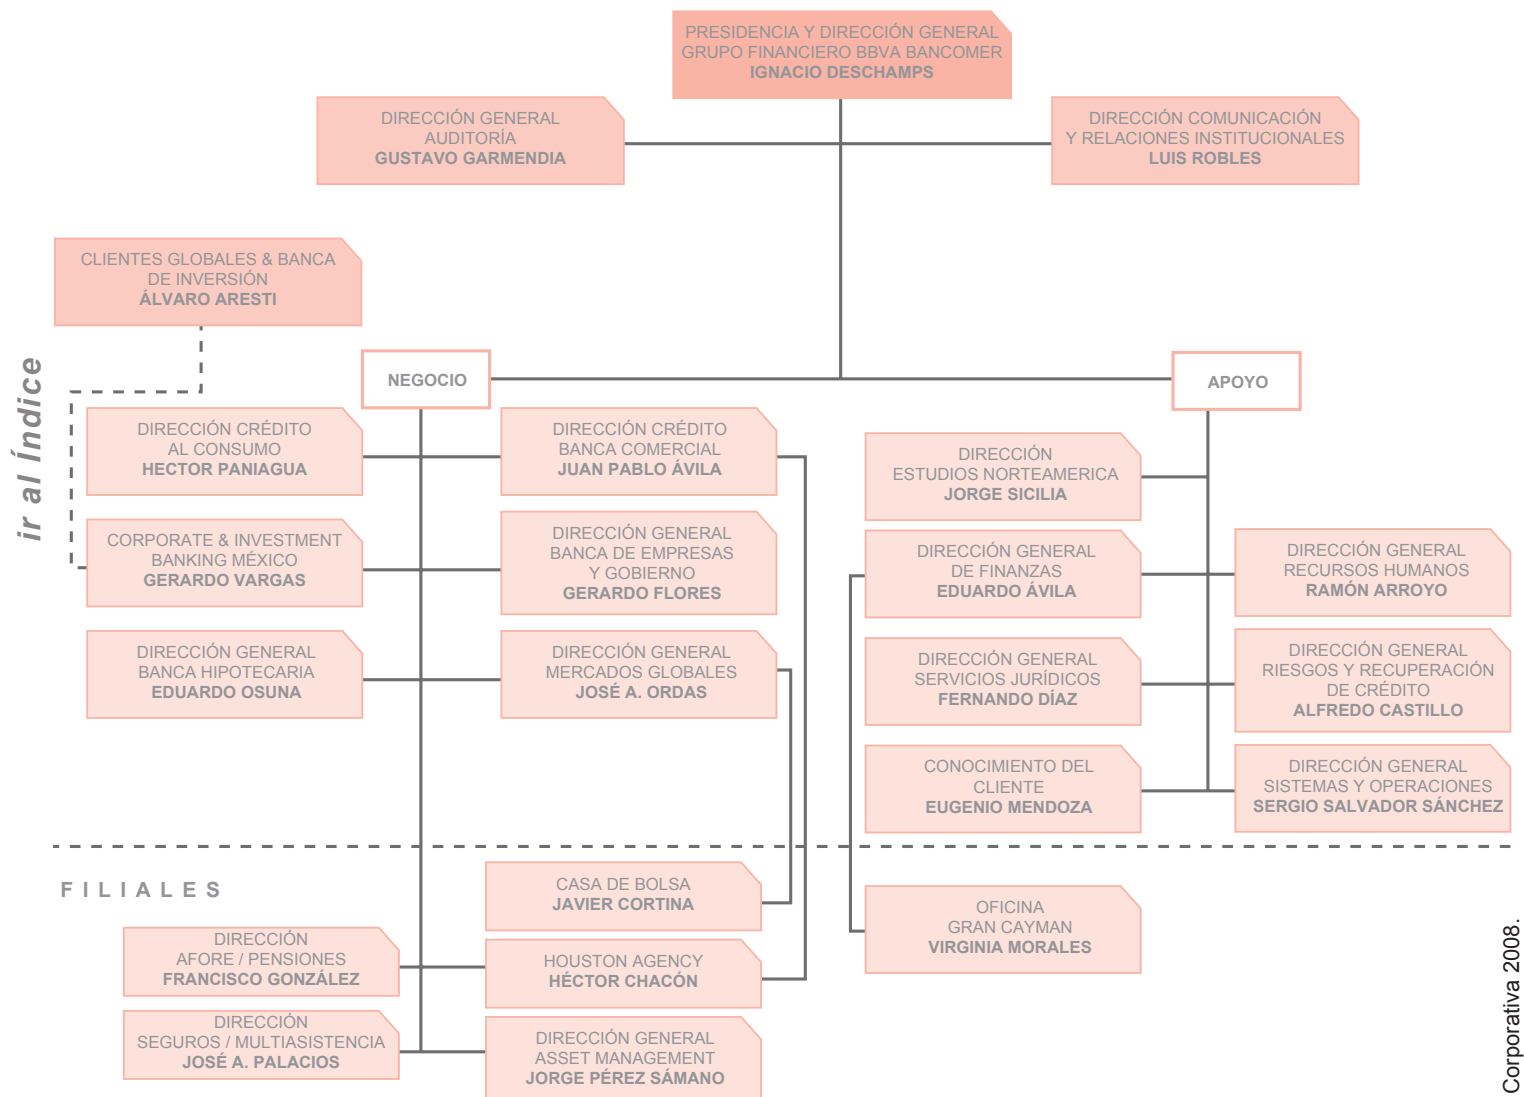 PRESIDENCIA Y DIRECCIÓN GENERAL
GRUPO FINANCIERO BBVA BANCOMER
IGNACIO DESCHAMPS
DIRECCIÓN GENERAL
AUDITORÍA
GUSTAVO GARMENDIA
DIRECCIÓN COMUNICACIÓN
Y RELACIONES INSTITUCIONALES
LUIS ROBLES
CLIENTES GLOBALES & BANCA
DE INVERSIÓN
ÁLVARO ARESTI
ir al Índice
NEGOCIO
APOYO
DIRECCIÓN CRÉDITO
AL CONSUMO
HECTOR PANIAGUA
DIRECCIÓN CRÉDITO
BANCA COMERCIAL
JUAN PABLO ÁVILA
CORPORATE & INVESTMENT
BANKING MÉXICO
GERARDO VARGAS
DIRECCIÓN GENERAL
BANCA DE EMPRESAS
Y GOBIERNO
GERARDO FLORES
DIRECCIÓN GENERAL
BANCA HIPOTECARIA
EDUARDO OSUNA
DIRECCIÓN GENERAL
MERCADOS GLOBALES
JOSÉ A. ORDAS
DIRECCIÓN
ESTUDIOS NORTEAMERICA
JORGE SICILIA
DIRECCIÓN GENERAL
DE FINANZAS
EDUARDO ÁVILA
DIRECCIÓN GENERAL
RECURSOS HUMANOS
RAMÓN ARROYO
DIRECCIÓN GENERAL
SERVICIOS JURÍDICOS
FERNANDO DÍAZ
DIRECCIÓN GENERAL
RIESGOS Y RECUPERACIÓN
DE CRÉDITO
ALFREDO CASTILLO
CONOCIMIENTO DEL
CLIENTE
EUGENIO MENDOZA
DIRECCIÓN GENERAL
SISTEMAS Y OPERACIONES
SERGIO SALVADOR SÁNCHEZ
FILIALES
CASA DE BOLSA
JAVIER CORTINA
DIRECCIÓN
AFORE / PENSIONES
FRANCISCO GONZÁLEZ
HOUSTON AGENCY
HÉCTOR CHACÓN
DIRECCIÓN
SEGUROS / MULTIASISTENCIA
JOSÉ A. PALACIOS
DIRECCIÓN GENERAL
ASSET MANAGEMENT
JORGE PÉREZ SÁMANO
OFICINA
GRAN CAYMAN
VIRGINIA MORALES
Corporativa 2008.